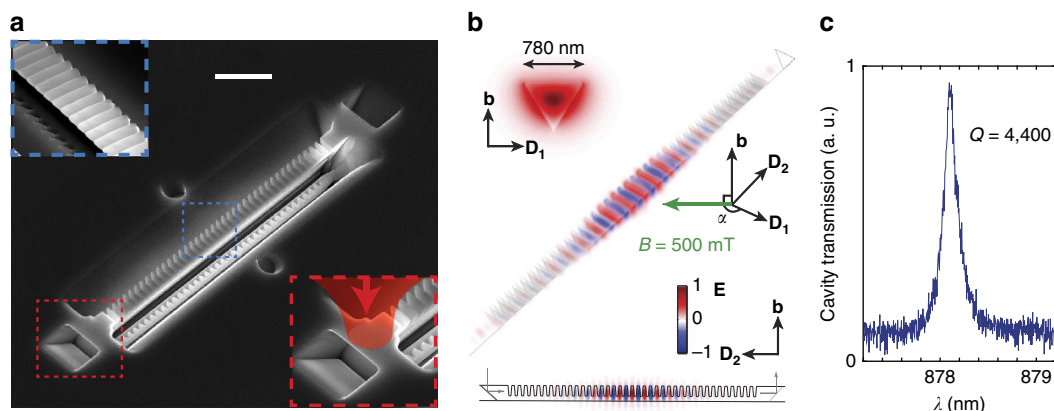 a
b
780 nm
b
D₁
b
D₂
α
D₁
B = 500 mT
1
E
0
−1
b
D₂
c
1
Q = 4,400
Cavity transmission (a. u.)
0
878
879
λ (nm)